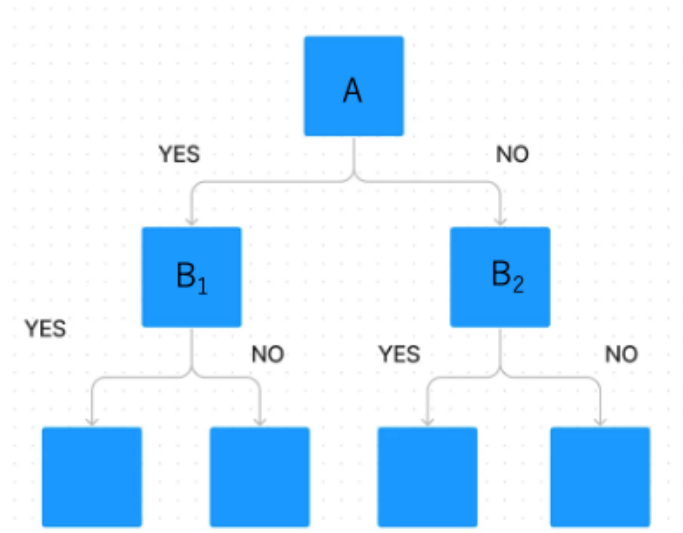 A
YES
NO
B₁
B₂
YES
NO
YES
NO